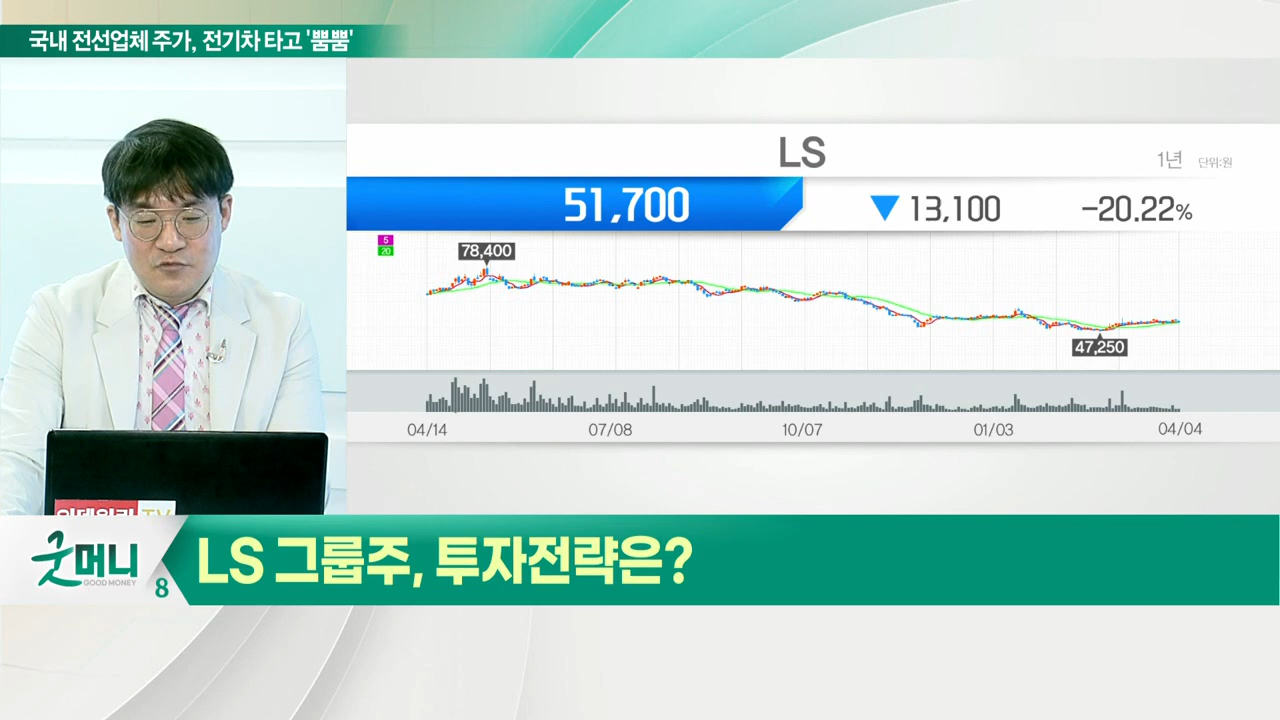 국내 전선업체 주가, 전기차 타고 '뿜뿜'
LS
1년 단위:원
51,700 ▼ 13,100 -20.22%
5
20
78,400
47,250
04/14 07/08 10/07 01/03 04/04
이데일리 TV
굿머니
GOOD MONEY
8
LS 그룹주, 투자전략은?